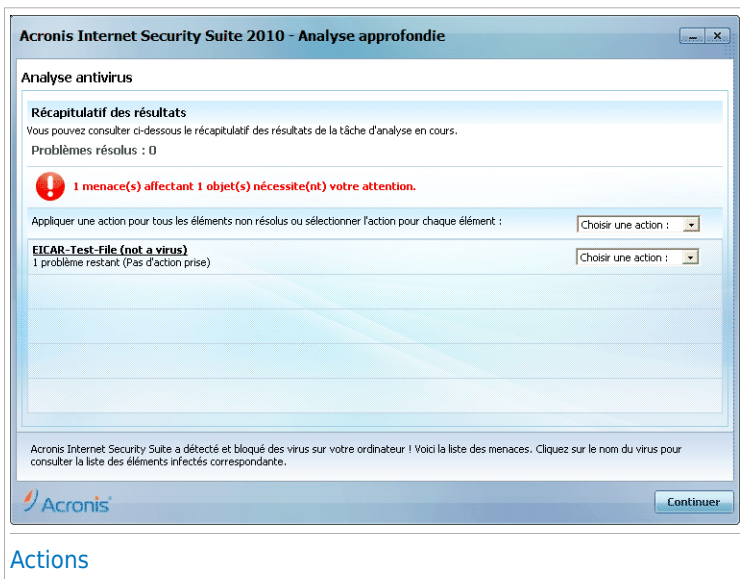 Acronis Internet Security Suite 2010 - Analyse approfondie
Analyse antivirus
Récapitulatif des résultats
Vous pouvez consulter ci-dessous le récapitulatif des résultats de la tâche d'analyse en cours.
Problèmes résolus : 0
1 menace(s) affectant 1 objet(s) nécessite(nt) votre attention.
Appliquer une action pour tous les éléments non résolus ou sélectionner l'action pour chaque élément :
Choisir une action :
EICAR-Test-File (not a virus)
1 problème restant (Pas d'action prise)
Choisir une action :
Acronis Internet Security Suite a détecté et bloqué des virus sur votre ordinateur ! Voici la liste des menaces. Cliquez sur le nom du virus pour
consulter la liste des éléments infectés correspondante.
Acronis
Continuer
Actions